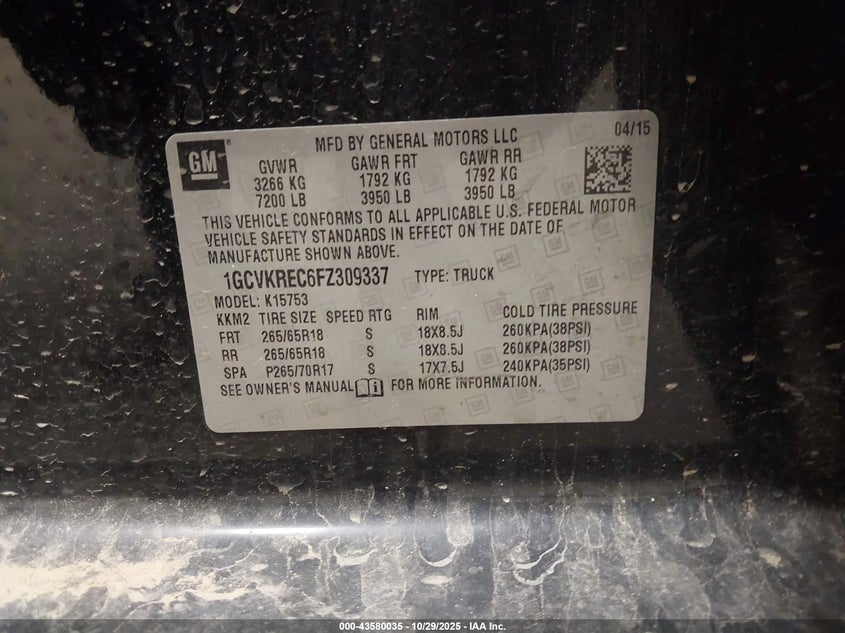 GM
MFD BY GENERAL MOTORS LLC 04/15
GVWR GAWR FRT GAWR RR
3266 KG 1792 KG 1792 KG
7200 LB 3950 LB 3950 LB
THIS VEHICLE CONFORMS TO ALL APPLICABLE U.S. FEDERAL MOTOR
VEHICLE SAFETY STANDARDS IN EFFECT ON THE DATE OF
MANUFACTURE SHOWN ABOVE.
1GCVKREC6FZ309337 TYPE: TRUCK
MODEL: K15753
KKM2 TIRE SIZE SPEED RTG RIM COLD TIRE PRESSURE
FRT 265/65R18 S 18X8.5J 260KPA(38PSI)
RR 265/65R18 S 18X8.5J 260KPA(38PSI)
SPA P265/70R17 S 17X7.5J 240KPA(35PSI)
SEE OWNER'S MANUAL FOR MORE INFORMATION.
000-43580035 - 10/29/2025 - IAA Inc.